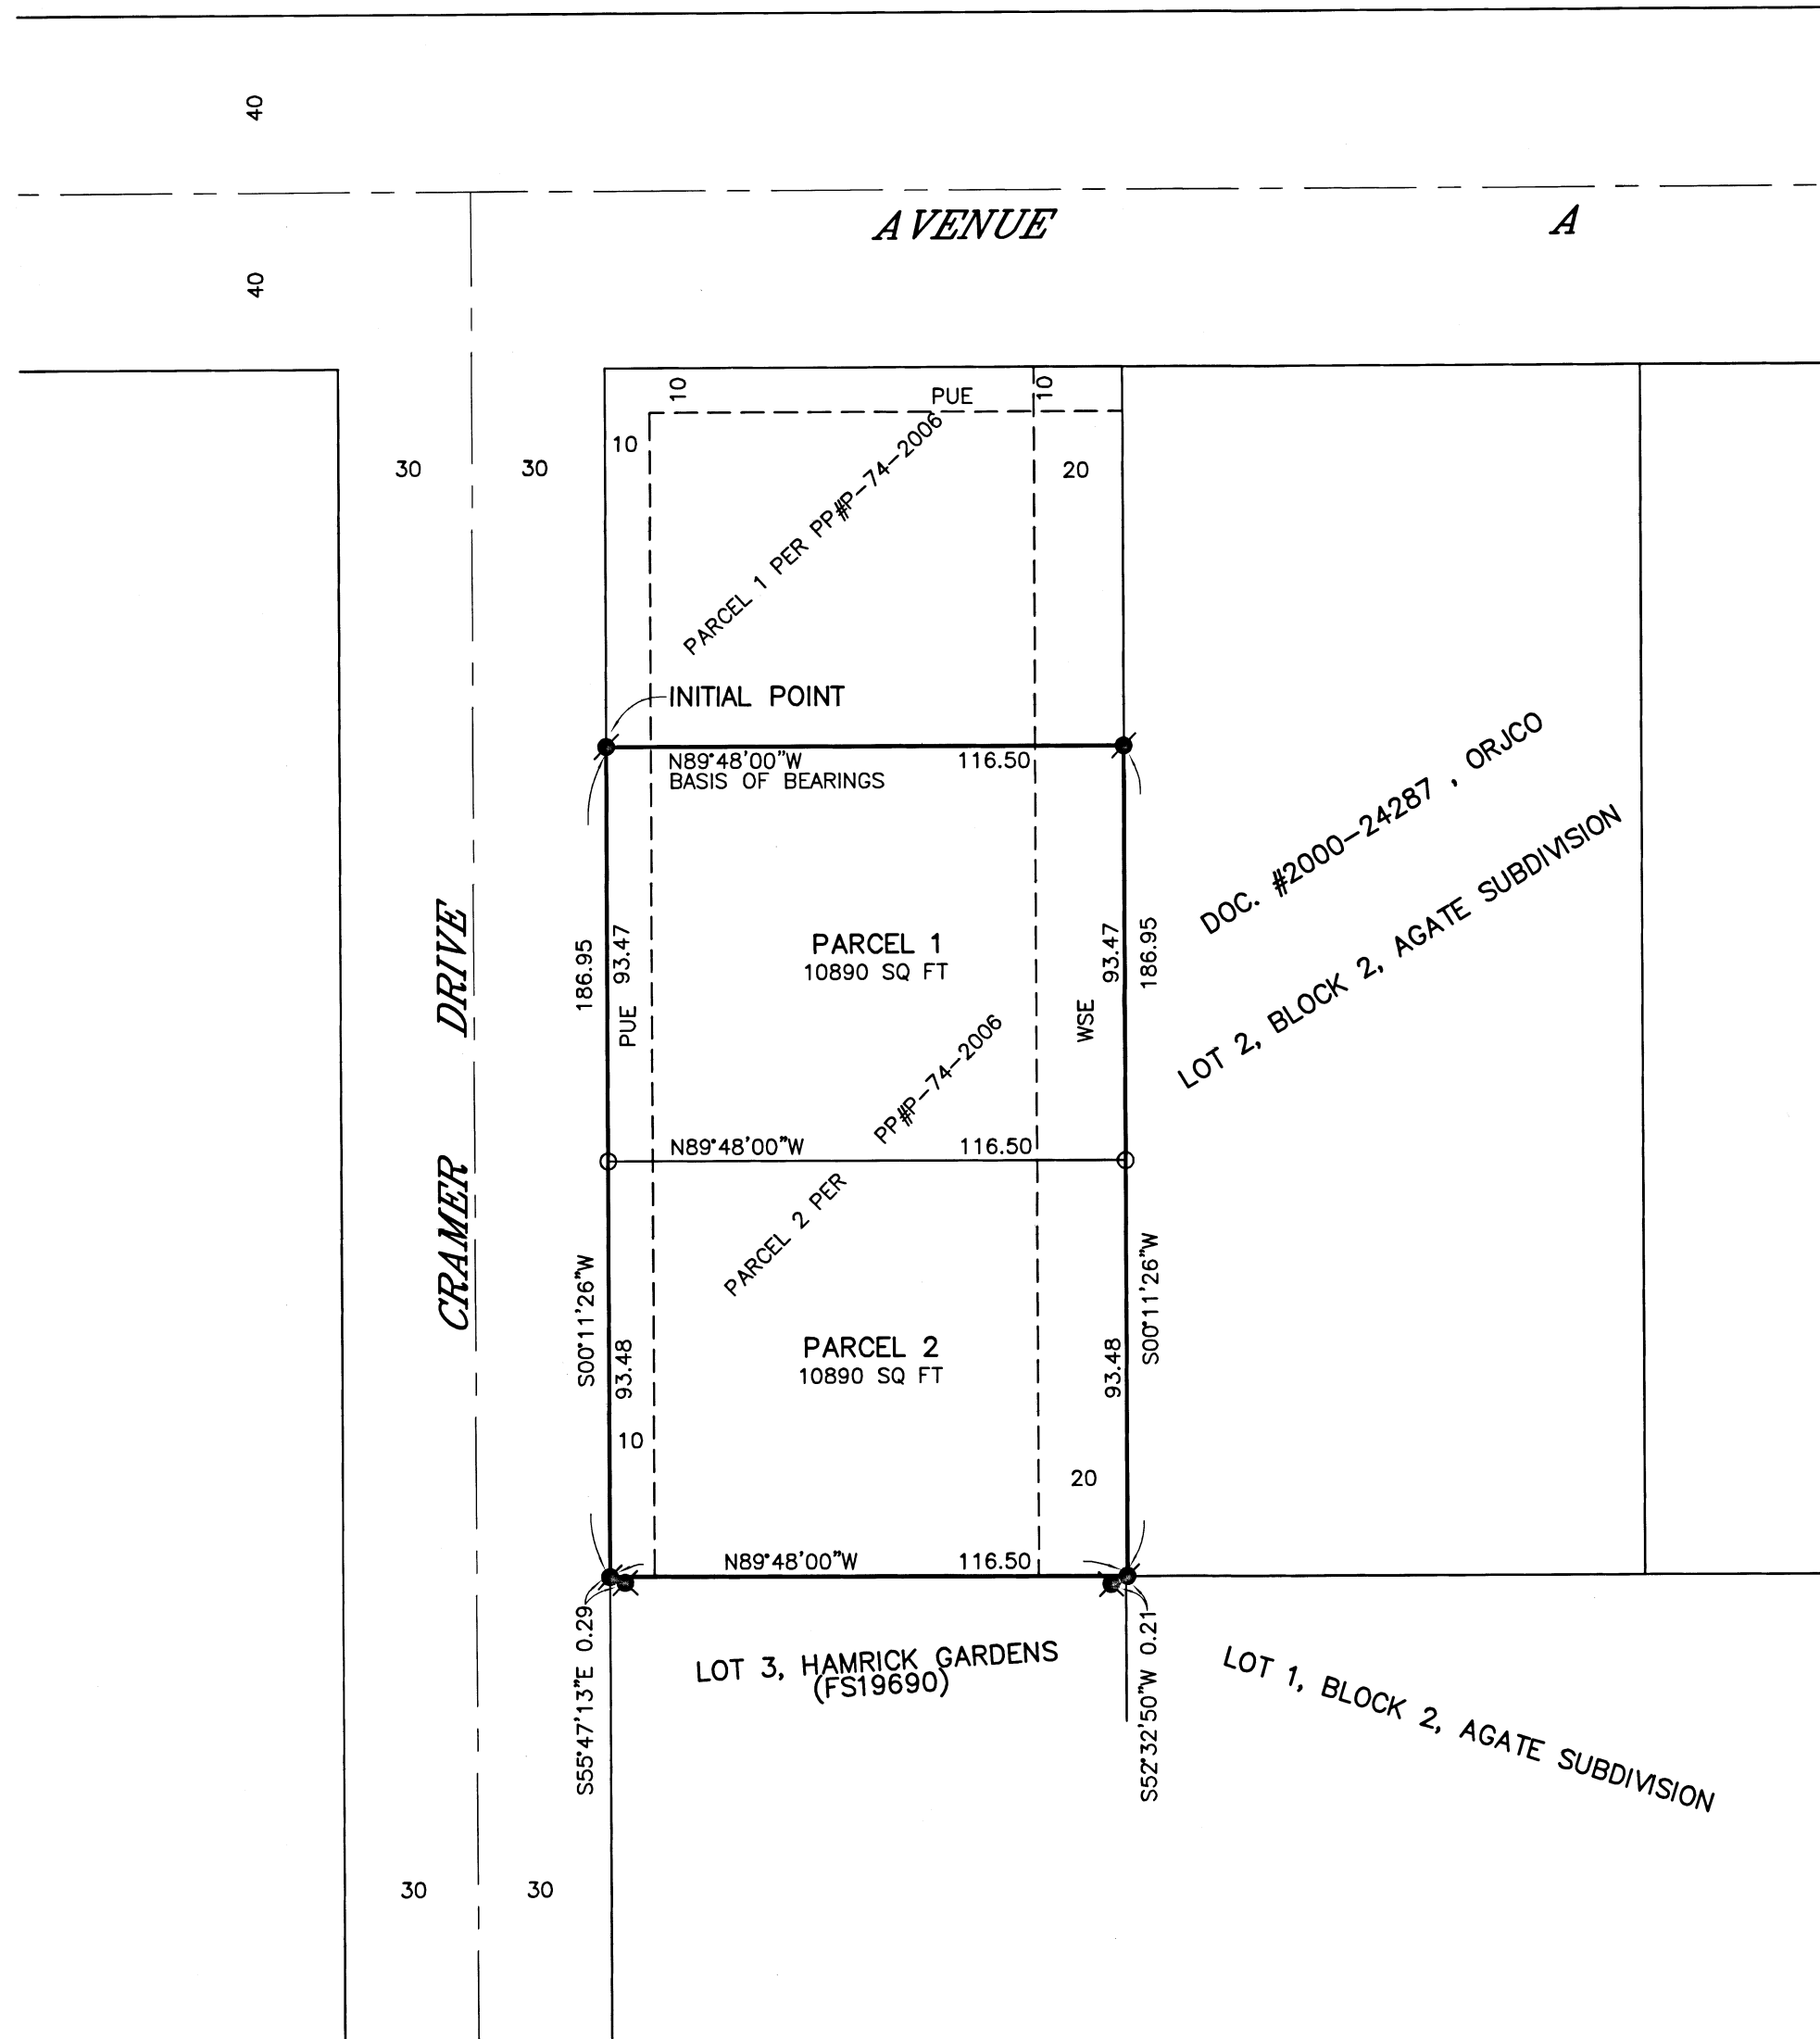 40
AVENUE A
40
10
PUE
10
10
30
30
20
PARCEL 1 PER PP#P-74-2006
INITIAL POINT
N89°48'00"W 116.50
BASIS OF BEARINGS
DOC. #2000-24287 , ORJCO
LOT 2, BLOCK 2, AGATE SUBDIVISION
CRAMER DRIVE
186.95
93.47
PUE
PARCEL 1
10890 SQ FT
93.47
186.95
WSE
PARCEL 2 PER PP#P-74-2006
N89°48'00"W 116.50
S00°11'26"W
93.48
PARCEL 2
10890 SQ FT
93.48
S00°11'26"W
10
20
N89°48'00"W 116.50
S55°47'13"E 0.29
LOT 3, HAMRICK GARDENS
(FS19690)
S52°32'50"W 0.21
LOT 1, BLOCK 2, AGATE SUBDIVISION
30
30